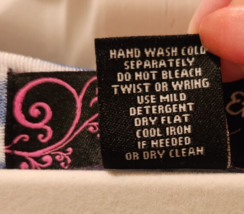 HAND WASH COLD
SEPARATELY
DO NOT BLEACH
TWIST OR WRING
USE MILD
DETERGENT
DRY FLAT
COOL IRON
IF NEEDED
OR DRY CLEAN